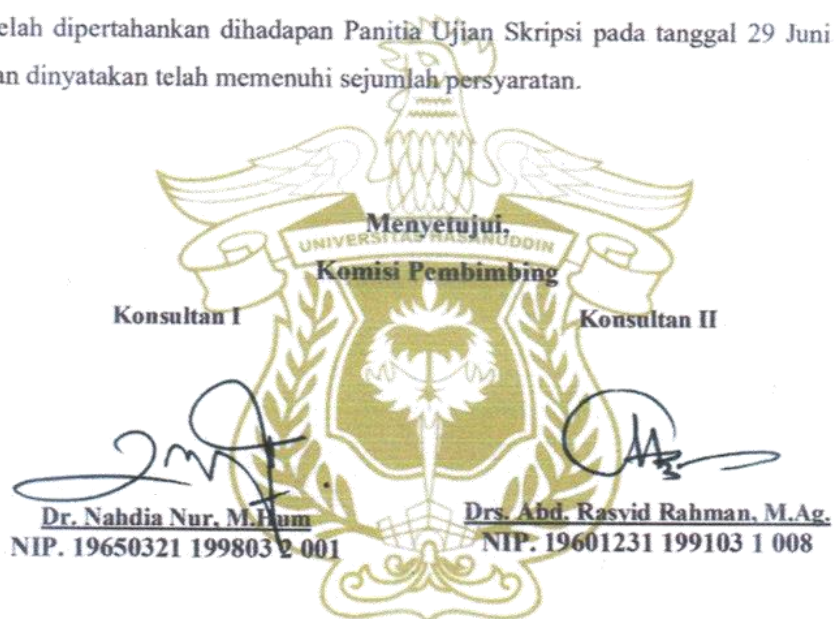 elah dipertahankan dihadapan Panitia Ujian Skripsi pada tanggal 29 Juni
an dinyatakan telah memenuhi sejumlah persyaratan.
Menyetujui,
UNIVERSITAS HASANUDDIN
Komisi Pembimbing
Konsultan I
Konsultan II
Dr. Nahdia Nur, M.Hum
Drs. Abd. Rasyid Rahman, M.Ag.
NIP. 19650321 199803 2 001
NIP. 19601231 199103 1 008